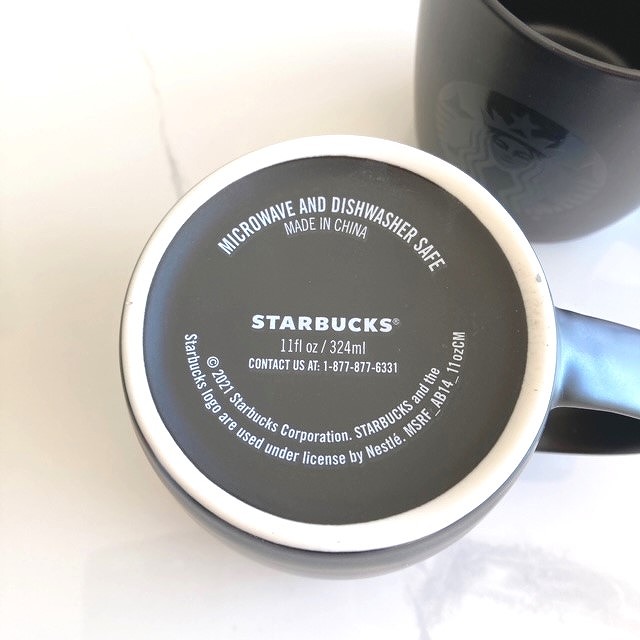 MICROWAVE AND DISHWASHER SAFE
MADE IN CHINA
STARBUCKS®
11fl oz / 324ml
CONTACT US AT: 1-877-877-6331
© 2021 Starbucks Corporation. STARBUCKS and the
Starbucks logo are used under license by Nestlé. MSRF_AB14_11ozCM